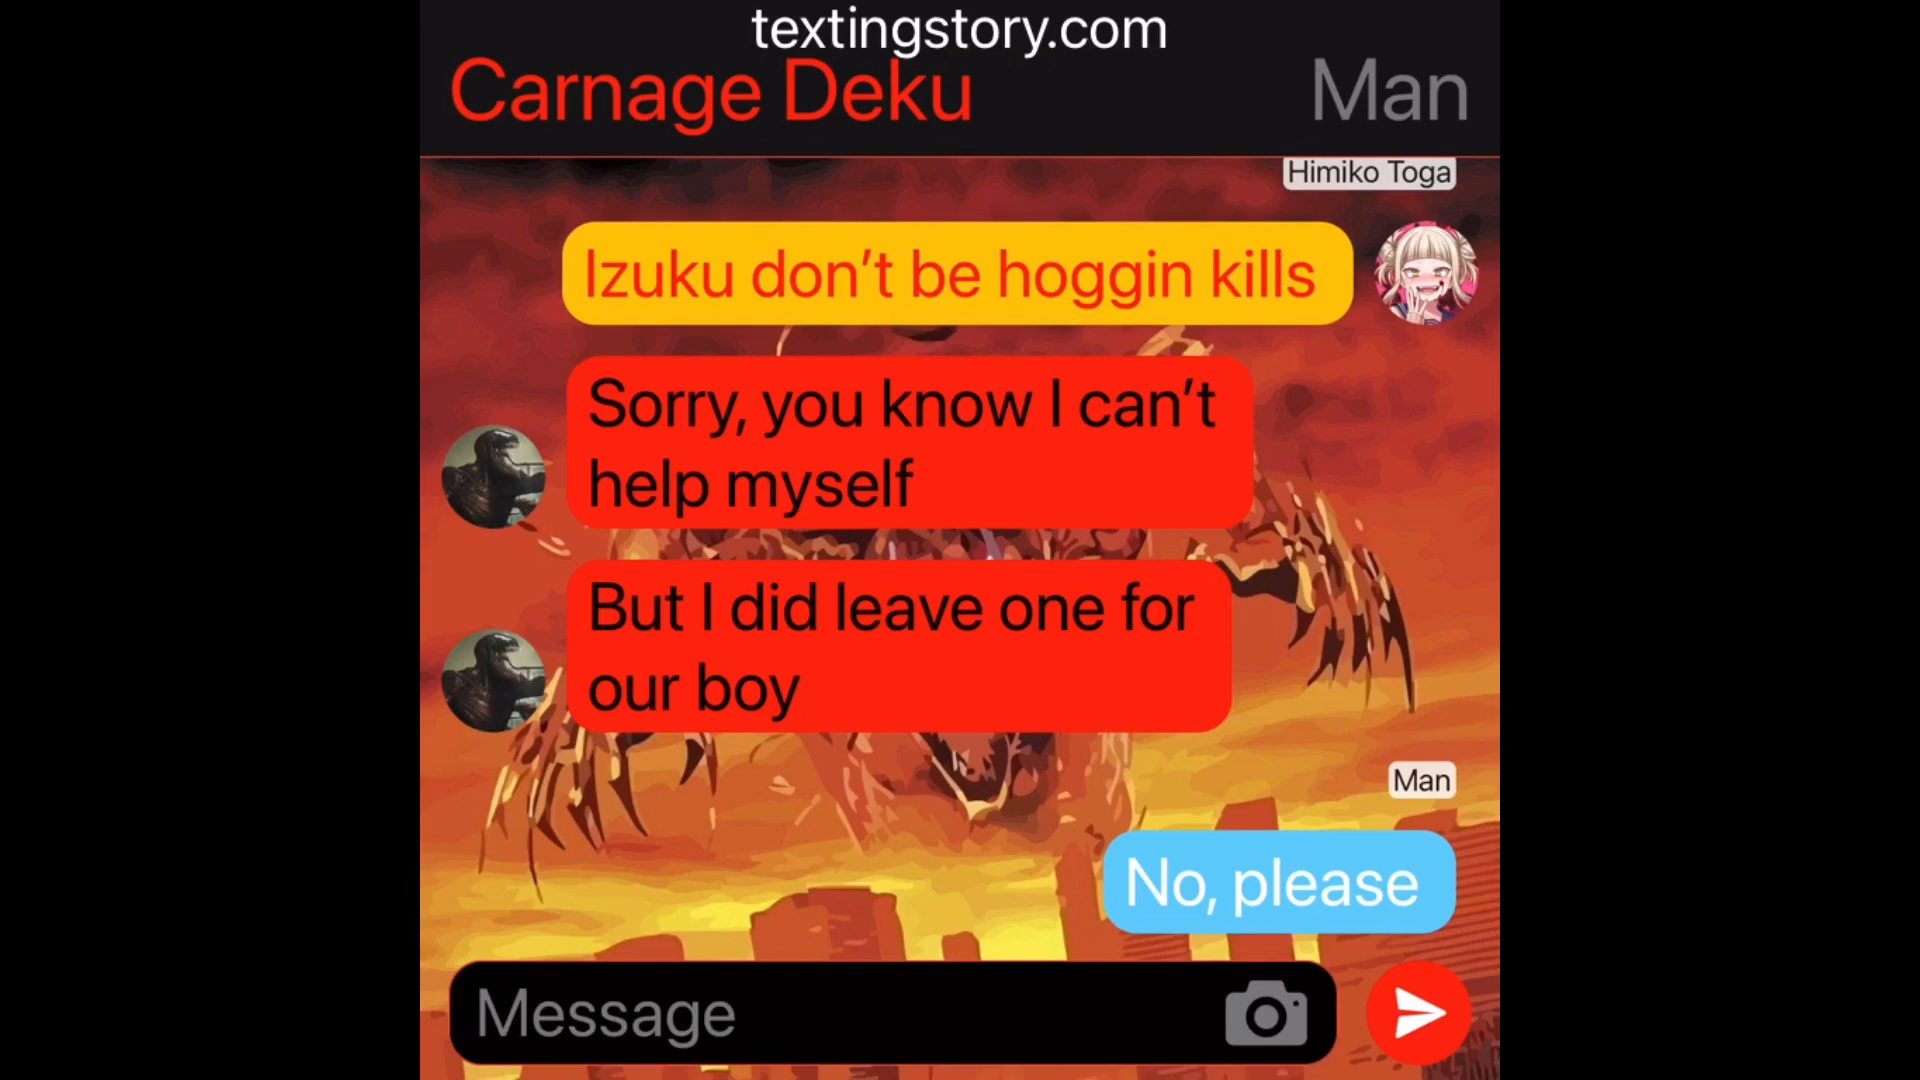 textingstory.com
Carnage Deku
Man
Himiko Toga
Izuku don’t be hoggin kills
Sorry, you know I can’t
help myself
But I did leave one for
our boy
Man
No, please
Message